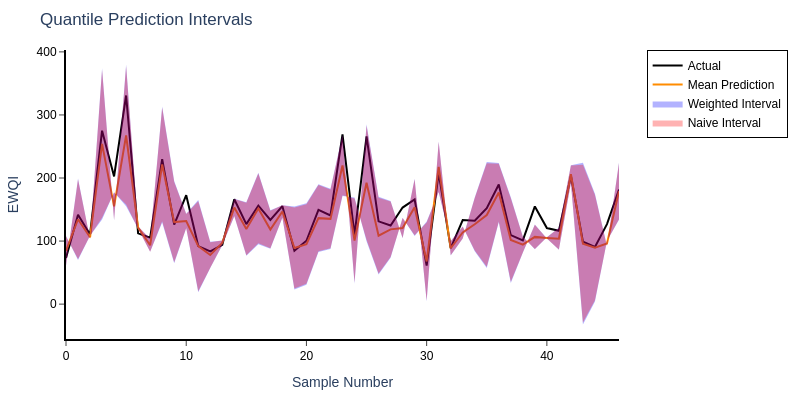 Quantile Prediction Intervals
400
300
200
100
0
EWQI
0
10
20
30
40
Sample Number
Actual
Mean Prediction
Weighted Interval
Naive Interval